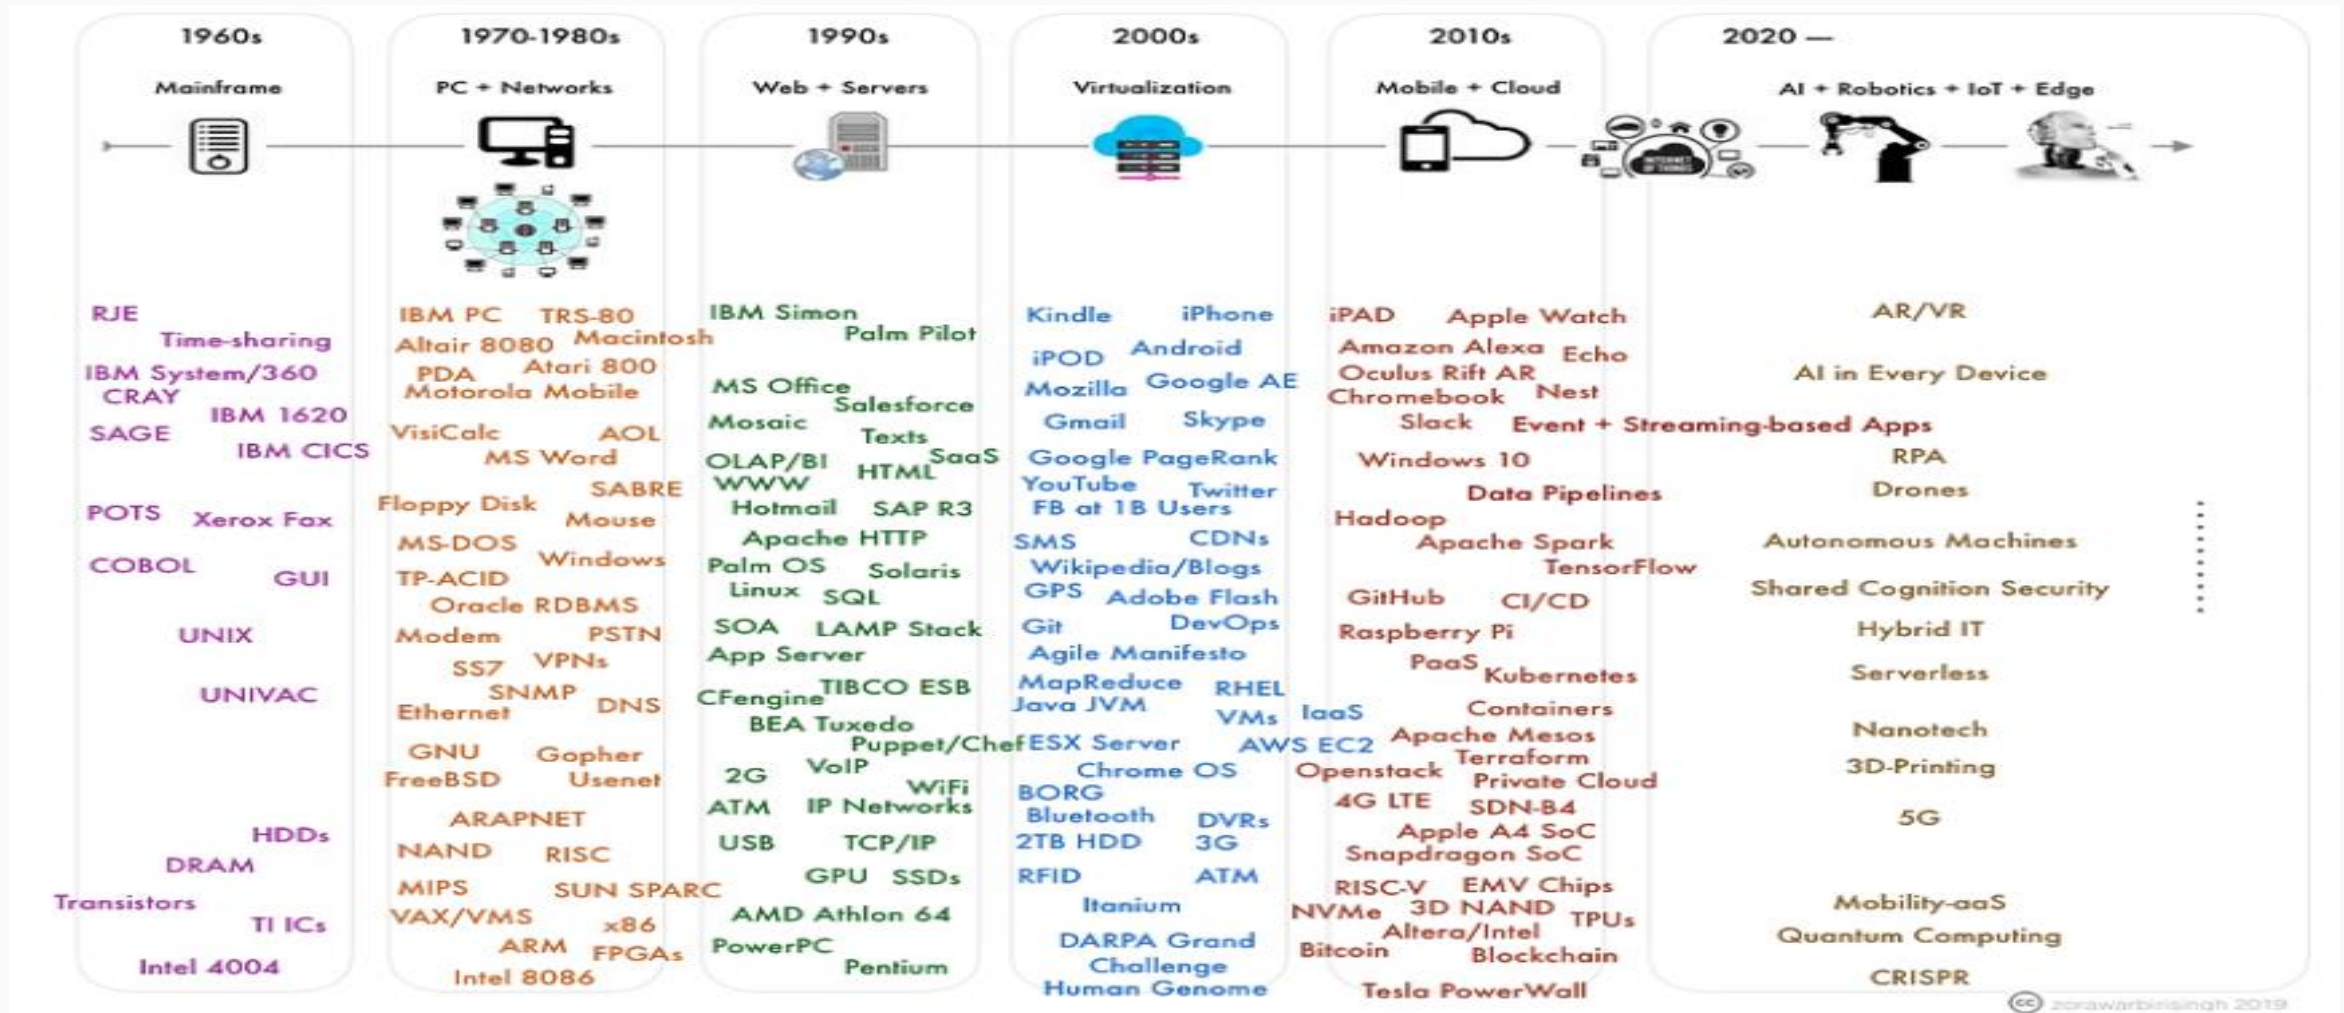 1960s
Mainframe
RJE
Time-sharing
IBM System/360
CRAY
IBM 1620
SAGE
IBM CICS
POTS
Xerox Fax
COBOL
GUI
UNIX
UNIVAC
HDDs
DRAM
Transistors
TI ICs
Intel 4004
1970-1980s
PC + Networks
IBM PC TRS-80
Macintosh
Altair 8080
Atari 800
PDA
Motorola Mobile
VisiCalc AOL
MS Word
SABRE
Floppy Disk
Mouse
MS-DOS
Windows
TP-ACID
Oracle RDBMS
Modem PSTN
VPNs
SS7
SNMP
DNS
Ethernet
GNU Gopher
FreeBSD Usenet
ARAPNET
NAND RISC
MIPS SUN SPARC
VAX/VMS x86
ARM FPGAs
Intel 8086
1990s
Web + Servers
IBM Simon
Palm Pilot
MS Office
Salesforce
Mosaic
Texts
SaaS
OLAP/BI
HTML
WWW
Hotmail SAP R3
Apache HTTP
Palm OS Solaris
Linux SQL
SOA LAMP Stack
App Server
TIBCO ESB
CFengine
BEA Tuxedo
Puppet/Chef
VoIP
2G
WiFi
ATM IP Networks
USB TCP/IP
GPU SSDs
AMD Athlon 64
PowerPC
Pentium
2000s
Virtualization
Kindle iPhone
Android
iPOD
Mozilla Google AE
Gmail Skype
Google PageRank
YouTube Twitter
FB at 1B Users
SMS CDNs
Wikipedia/Blogs
GPS Adobe Flash
Git DevOps
Agile Manifesto
MapReduce RHEL
Java JVM
VMs IaaS
ESX Server AWS EC2
Chrome OS
BORG
Bluetooth DVRs
2TB HDD 3G
RFID ATM
Itanium
DARPA Grand
Challenge
Human Genome
2010s
Mobile + Cloud
iPAD Apple Watch
Amazon Alexa Echo
Oculus Rift AR
Chromebook Nest
Slack Event + Streaming-based Apps
Windows 10
Data Pipelines
Hadoop
Apache Spark
TensorFlow
GitHub CI/CD
Raspberry Pi
PaaS
Kubernetes
Containers
Apache Mesos
Terraform
Openstack
Private Cloud
4G LTE SDN-B4
Apple A4 SoC
Snapdragon SoC
RISC-V EMV Chips
NVMe 3D NAND TPUs
Altera/Intel
Bitcoin Blockchain
Tesla PowerWall
2020 —
AI + Robotics + IoT + Edge
INTERNET
OF THINGS
AR/VR
AI in Every Device
RPA
Drones
Autonomous Machines
Shared Cognition Security
Hybrid IT
Serverless
Nanotech
3D-Printing
5G
Mobility-aaS
Quantum Computing
CRISPR
cc zorawarbirisingh 2019